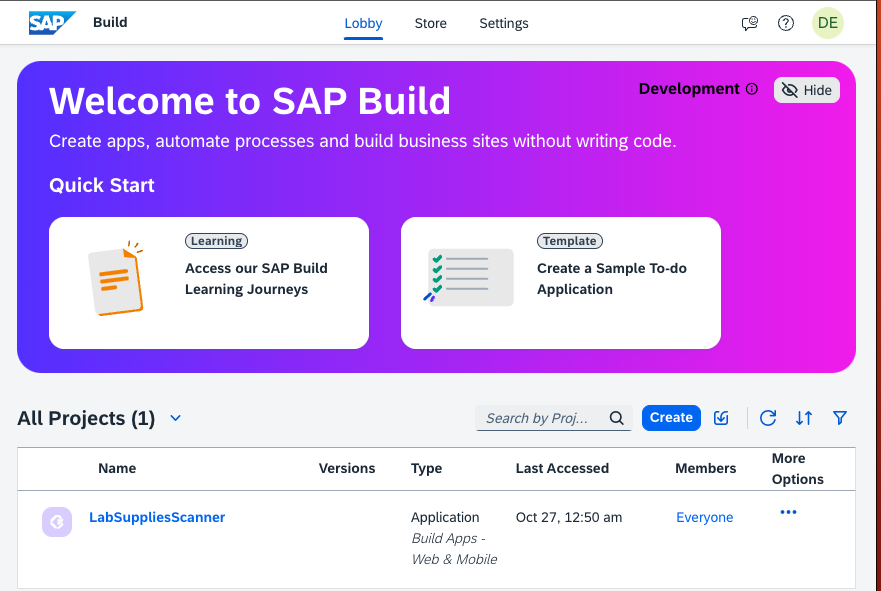 SAP Build Lobby Store Settings DE
Welcome to SAP Build Development Hide
Create apps, automate processes and build business sites without writing code.
Quick Start
Learning
Access our SAP Build
Learning Journeys
Template
Create a Sample To-do
Application
All Projects (1) Search by Proj... Create
Name Versions Type Last Accessed Members More
Options
LabSuppliesScanner Application Oct 27, 12:50 am Everyone
Build Apps -
Web & Mobile